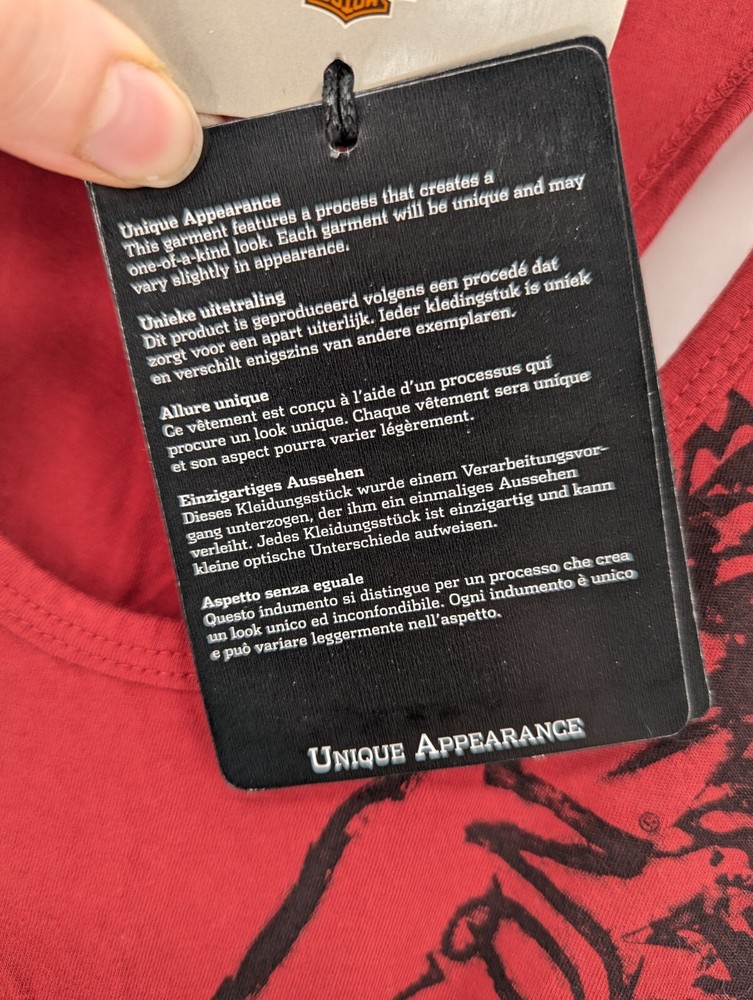 Unique Appearance
This garment features a process that creates a
one-of-a-kind look. Each garment will be unique and may
vary slightly in appearance.
Unieke uitstraling
Dit product is geproduceerd volgens een procedé dat
zorgt voor een apart uiterlijk. Ieder kledingstuk is uniek
en verschilt enigszins van andere exemplaren.
Allure unique
Ce vêtement est conçu à l'aide d'un processus qui
procure un look unique. Chaque vêtement sera unique
et son aspect pourra varier légèrement.
Einzigartiges Aussehen
Dieses Kleidungsstück wurde einem Verarbeitungsvor-
gang unterzogen, der ihm ein einmaliges Aussehen
verleiht. Jedes Kleidungsstück ist einzigartig und kann
kleine optische Unterschiede aufweisen.
Aspetto senza eguale
Questo indumento si distingue per un processo che crea
un look unico ed inconfondibile. Ogni indumento è unico
e può variare leggermente nell'aspetto.
UNIQUE APPEARANCE